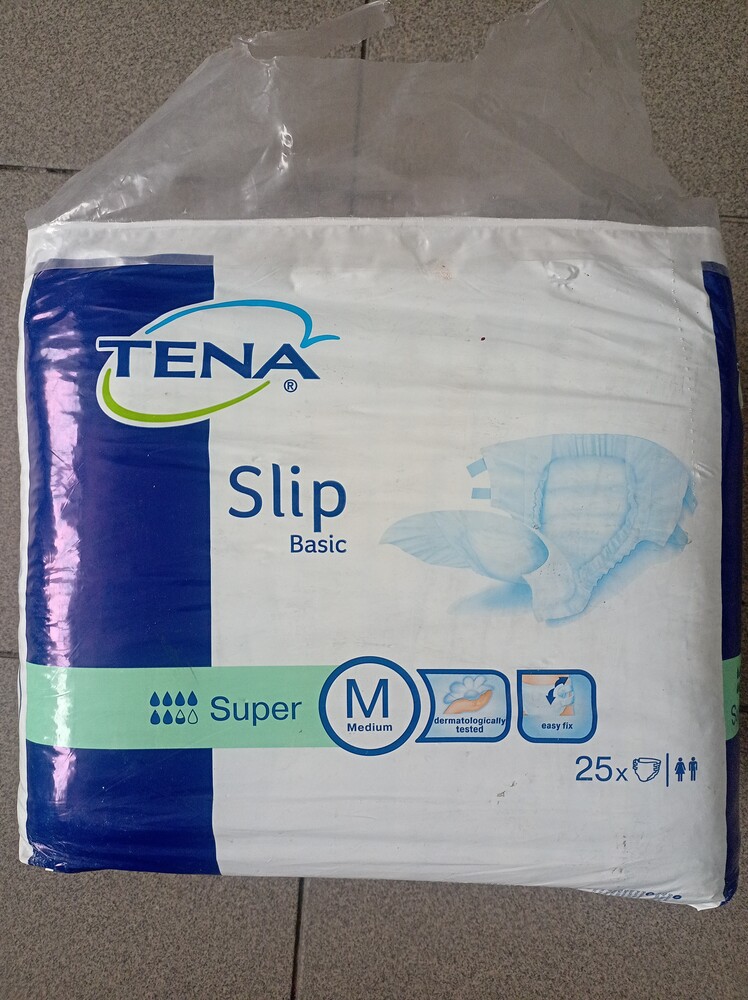 TENA
®
Slip
Basic
Super
M
Medium
dermatologically
tested
easy fix
25x